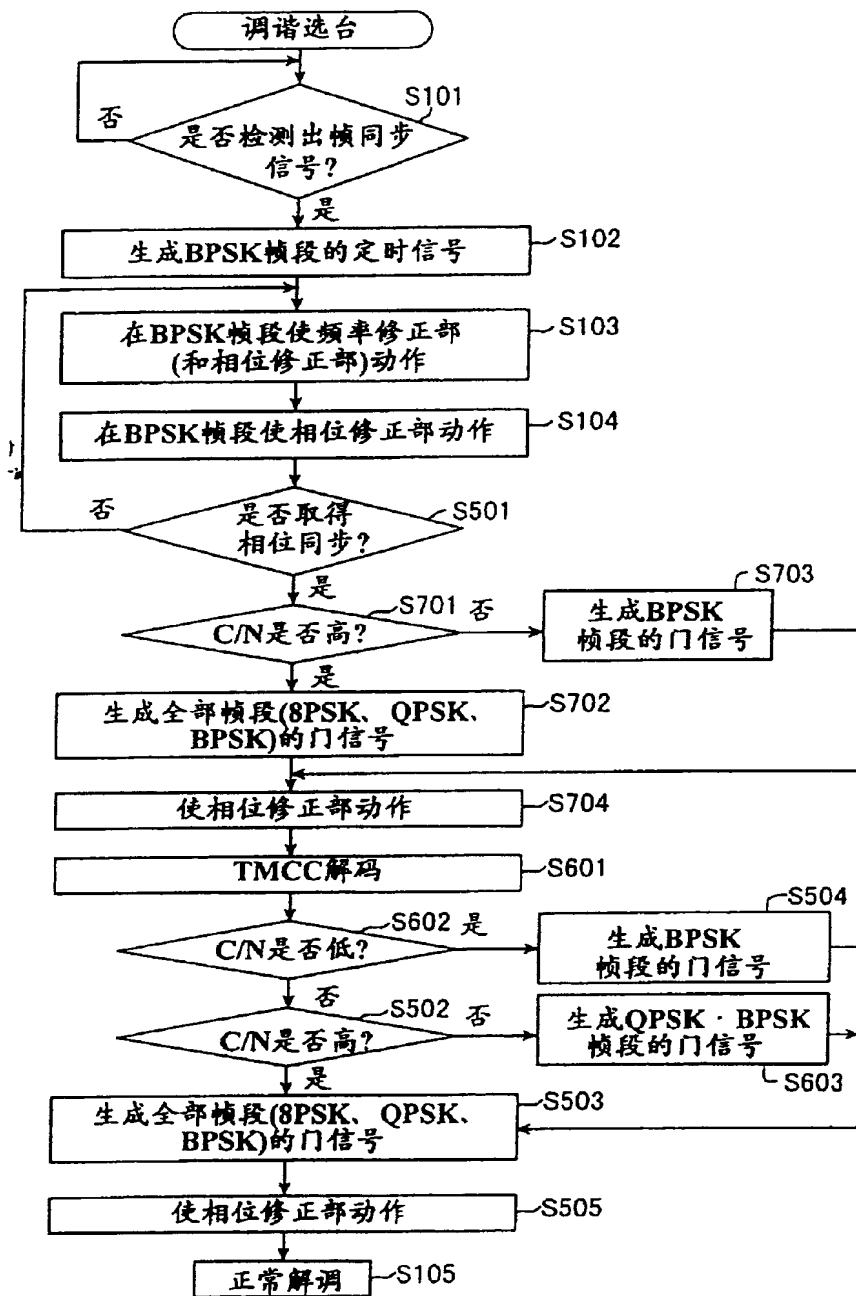 调谐选台
S101
否
是否检测出帧同步
信号?
是
生成BPSK帧段的定时信号
S102
在BPSK帧段使频率修正部
(和相位修正部)动作
S103
在BPSK帧段使相位修正部动作
S104
否
是否取得
相位同步?
S501
是
C/N是否高?
S701
否
生成BPSK
帧段的门信号
S703
是
生成全部帧段(8PSK、QPSK、
BPSK)的门信号
S702
使相位修正部动作
S704
TMCC解码
S601
C/N是否低?
S602
是
生成BPSK
帧段的门信号
S504
否
C/N是否高?
S502
否
生成QPSK·BPSK
帧段的门信号
S603
是
生成全部帧段(8PSK、QPSK、
BPSK)的门信号
S503
使相位修正部动作
S505
正常解调
S105